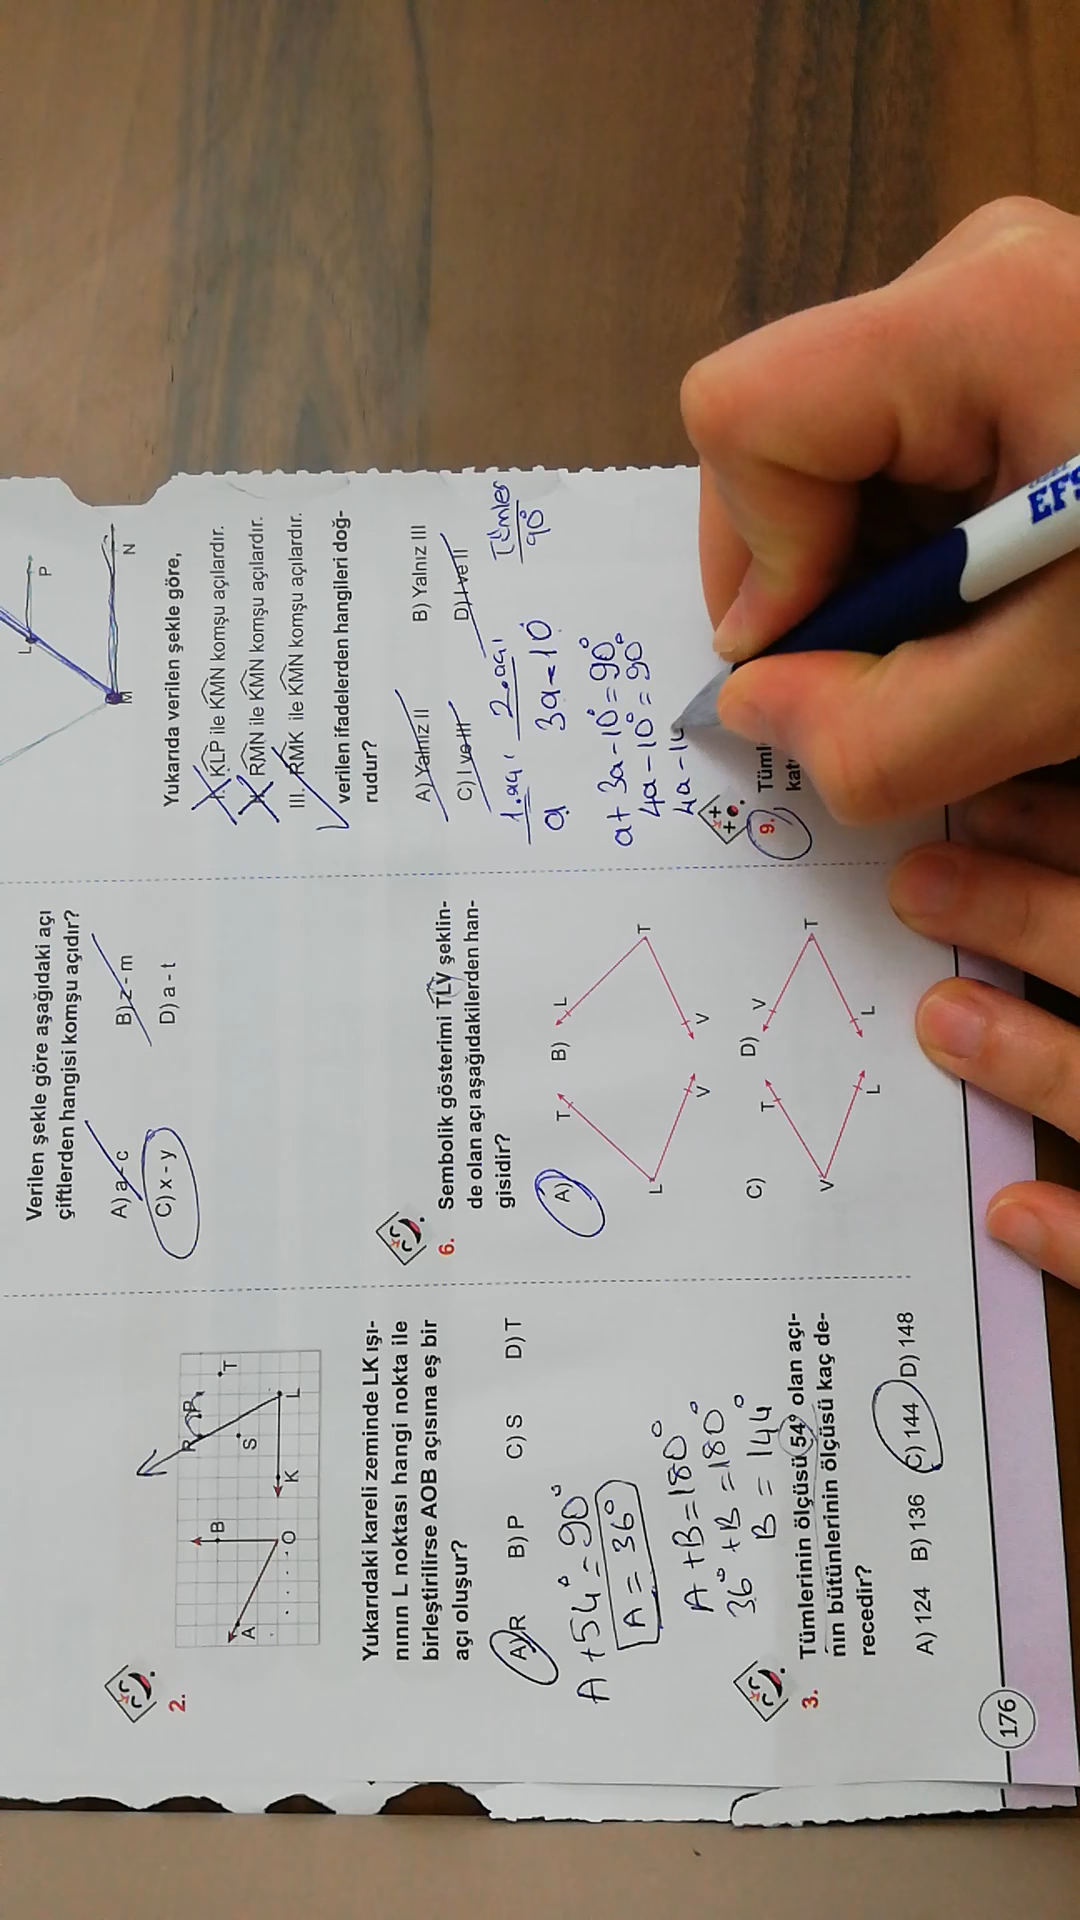 2.
A
B
O
K
L
S
R
P
T
Yukarıdaki kareli zeminde LK ışı-
nının L noktası hangi nokta ile
birleştirilirse AOB açısına eş bir
açı oluşur?
A) R B) P C) S D) T
A + 54° = 90°
A = 36°
A + B = 180°
36° + B = 180°
B = 144°
3.
Tümlerinin ölçüsü 54° olan açı-
nın bütünlerinin ölçüsü kaç de-
recedir?
A) 124 B) 136 C) 144 D) 148
176
Verilen şekle göre aşağıdaki açı
çiftlerden hangisi komşu açıdır?
A) a - c B) z - m
C) x - y D) a - t
6.
Sembolik gösterimi TLV şeklin-
de olan açı aşağıdakilerden han-
gisidir?
A) T L V
B) L T V
C) T V L
D) V T L
L
P
M
N
Yukarıda verilen şekle göre,
KLP ile KMN komşu açılardır.
RMN ile KMN komşu açılardır.
III. RMK ile KMN komşu açılardır.
verilen ifadelerden hangileri doğ-
rudur?
A) Yalnız II B) Yalnız III
C) I ve III D) I ve II
1. açı 2. açı Tümler
a 3a - 10 90°
a + 3a - 10° = 90°
4a - 10° = 90°
4a - 10
9.
EFS